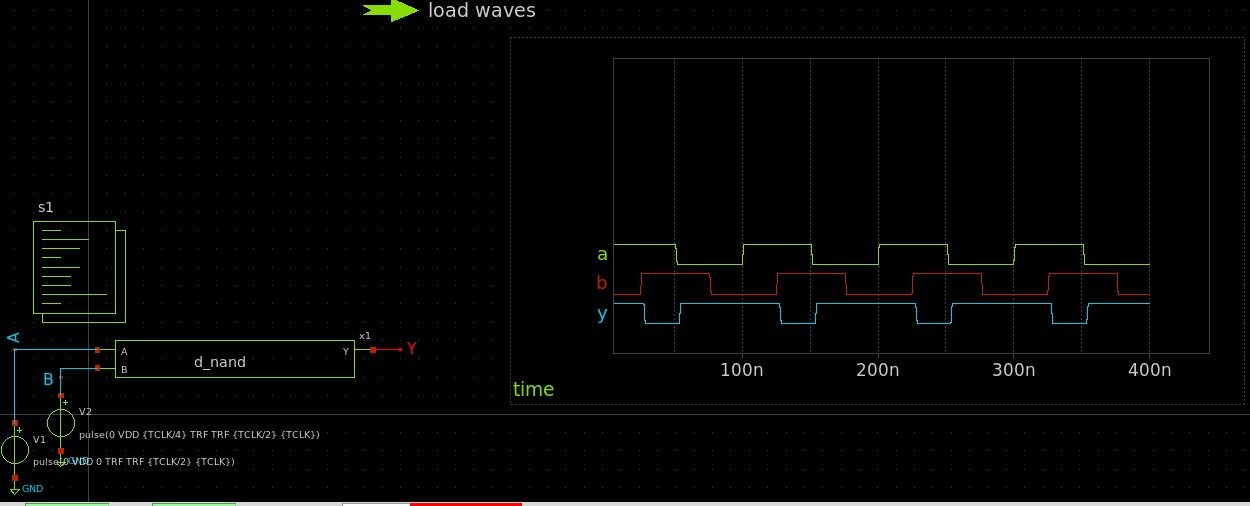 load waves
s1
a
b
y
100n 200n 300n 400n
time
A
x1
A
Y
Y
d_nand
B
B
V2
pulse(0 VDD {TCLK/4} TRF TRF {TCLK/2} {TCLK})
V1
GND
pulse(0 VDD 0 TRF TRF {TCLK/2} {TCLK})
GND